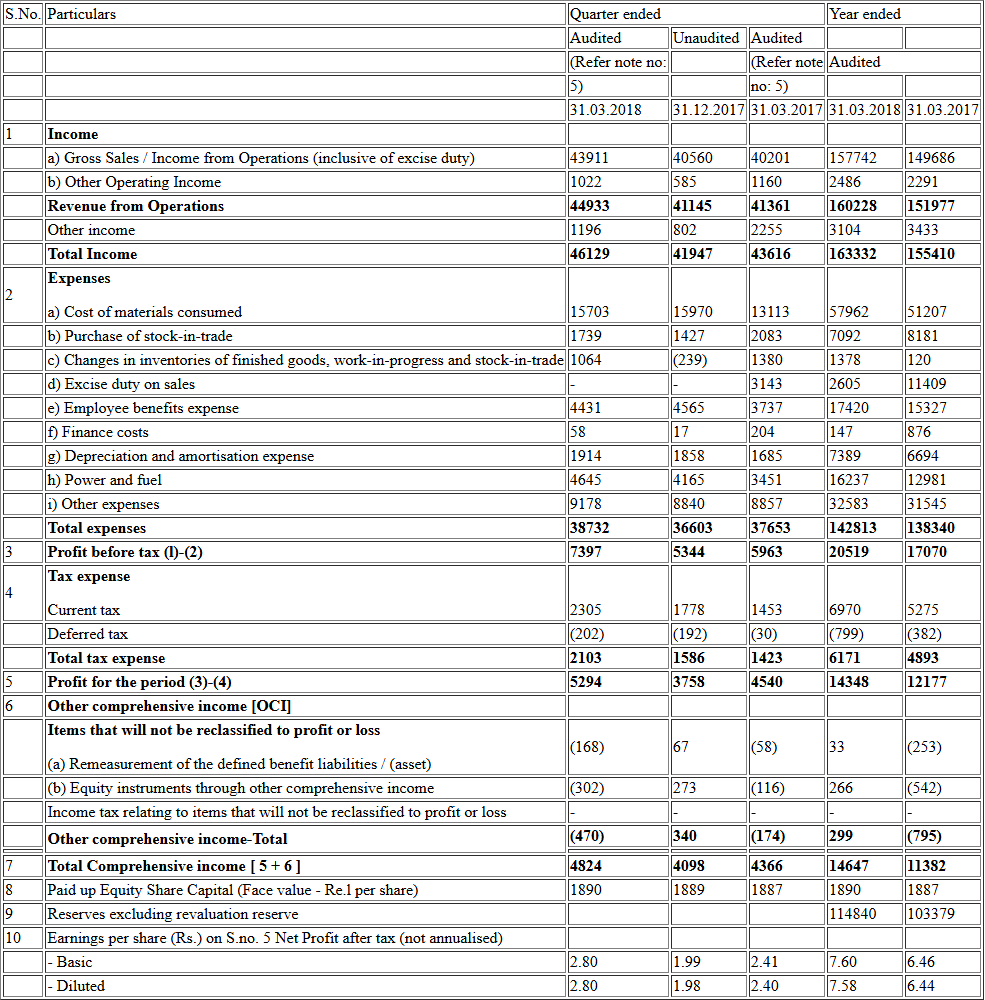 S.No. Particulars Quarter ended Year ended
Audited Unaudited Audited
(Refer note no: (Refer note Audited
5) no: 5)
31.03.2018 31.12.2017 31.03.2017 31.03.2018 31.03.2017
1 Income
a) Gross Sales / Income from Operations (inclusive of excise duty) 43911 40560 40201 157742 149686
b) Other Operating Income 1022 585 1160 2486 2291
Revenue from Operations 44933 41145 41361 160228 151977
Other income 1196 802 2255 3104 3433
Total Income 46129 41947 43616 163332 155410
2 Expenses
a) Cost of materials consumed 15703 15970 13113 57962 51207
b) Purchase of stock-in-trade 1739 1427 2083 7092 8181
c) Changes in inventories of finished goods, work-in-progress and stock-in-trade 1064 (239) 1380 1378 120
d) Excise duty on sales - - 3143 2605 11409
e) Employee benefits expense 4431 4565 3737 17420 15327
f) Finance costs 58 17 204 147 876
g) Depreciation and amortisation expense 1914 1858 1685 7389 6694
h) Power and fuel 4645 4165 3451 16237 12981
i) Other expenses 9178 8840 8857 32583 31545
Total expenses 38732 36603 37653 142813 138340
3 Profit before tax (l)-(2) 7397 5344 5963 20519 17070
4 Tax expense
Current tax 2305 1778 1453 6970 5275
Deferred tax (202) (192) (30) (799) (382)
Total tax expense 2103 1586 1423 6171 4893
5 Profit for the period (3)-(4) 5294 3758 4540 14348 12177
6 Other comprehensive income [OCI]
Items that will not be reclassified to profit or loss
(a) Remeasurement of the defined benefit liabilities / (asset) (168) 67 (58) 33 (253)
(b) Equity instruments through other comprehensive income (302) 273 (116) 266 (542)
Income tax relating to items that will not be reclassified to profit or loss - - - - -
Other comprehensive income-Total (470) 340 (174) 299 (795)
7 Total Comprehensive income [ 5 + 6 ] 4824 4098 4366 14647 11382
8 Paid up Equity Share Capital (Face value - Re.l per share) 1890 1889 1887 1890 1887
9 Reserves excluding revaluation reserve 114840 103379
10 Earnings per share (Rs.) on S.no. 5 Net Profit after tax (not annualised)
- Basic 2.80 1.99 2.41 7.60 6.46
- Diluted 2.80 1.98 2.40 7.58 6.44